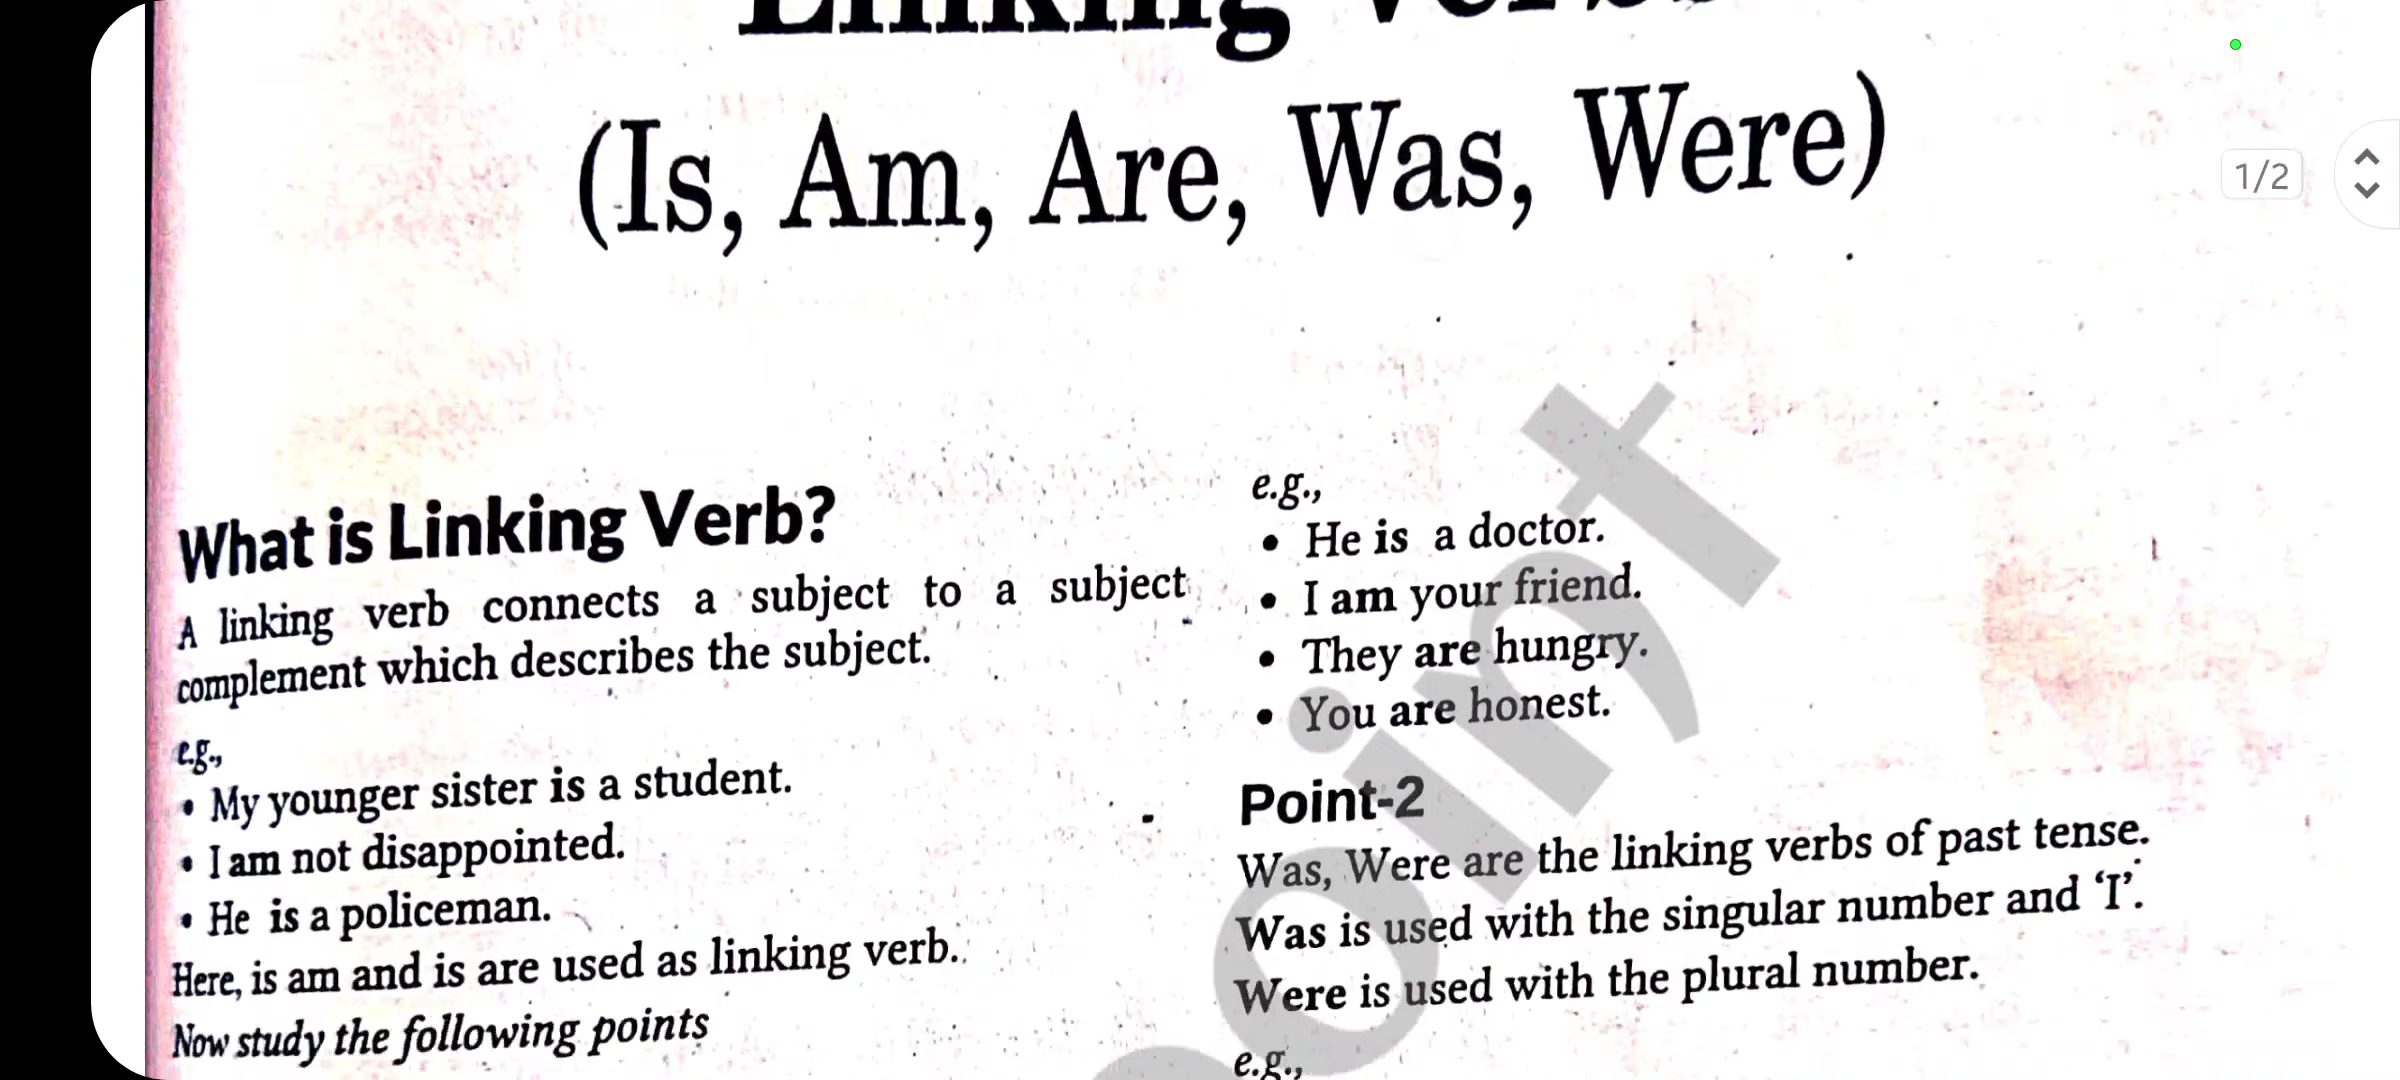 Linking Verbs
(Is, Am, Are, Was, Were)
1/2
What is Linking Verb?
A linking verb connects a subject to a subject
complement which describes the subject.
e.g.,
• My younger sister is a student.
• I am not disappointed.
• He is a policeman.
Here, is am and is are used as linking verb.
Now study the following points
e.g.,
• He is a doctor.
• I am your friend.
• They are hungry.
• You are honest.
Point-2
Was, Were are the linking verbs of past tense.
Was is used with the singular number and ‘I’.
Were is used with the plural number.
e.g.,
oint